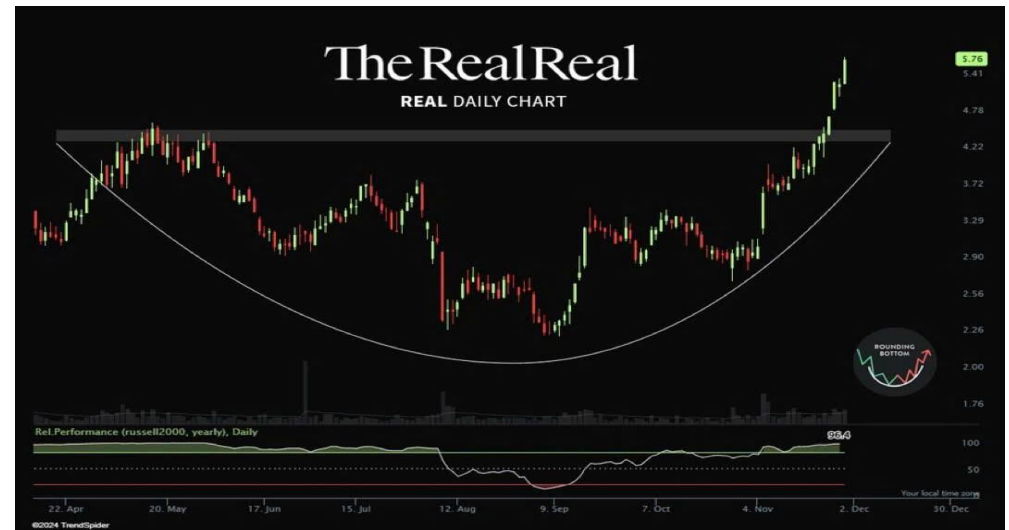 The RealReal
REAL DAILY CHART
5.76
5.41
4.78
4.22
3.72
3.29
2.90
2.56
2.26
2.00
1.76
ROUNDING
BOTTOM
Rel.Performance (russell2000, yearly), Daily
96.4
100
50
Your local time zone
22. Apr 20. May 17. Jun 15. Jul 12. Aug 9. Sep 7. Oct 4. Nov 2. Dec 30. Dec
©2024 TrendSpider